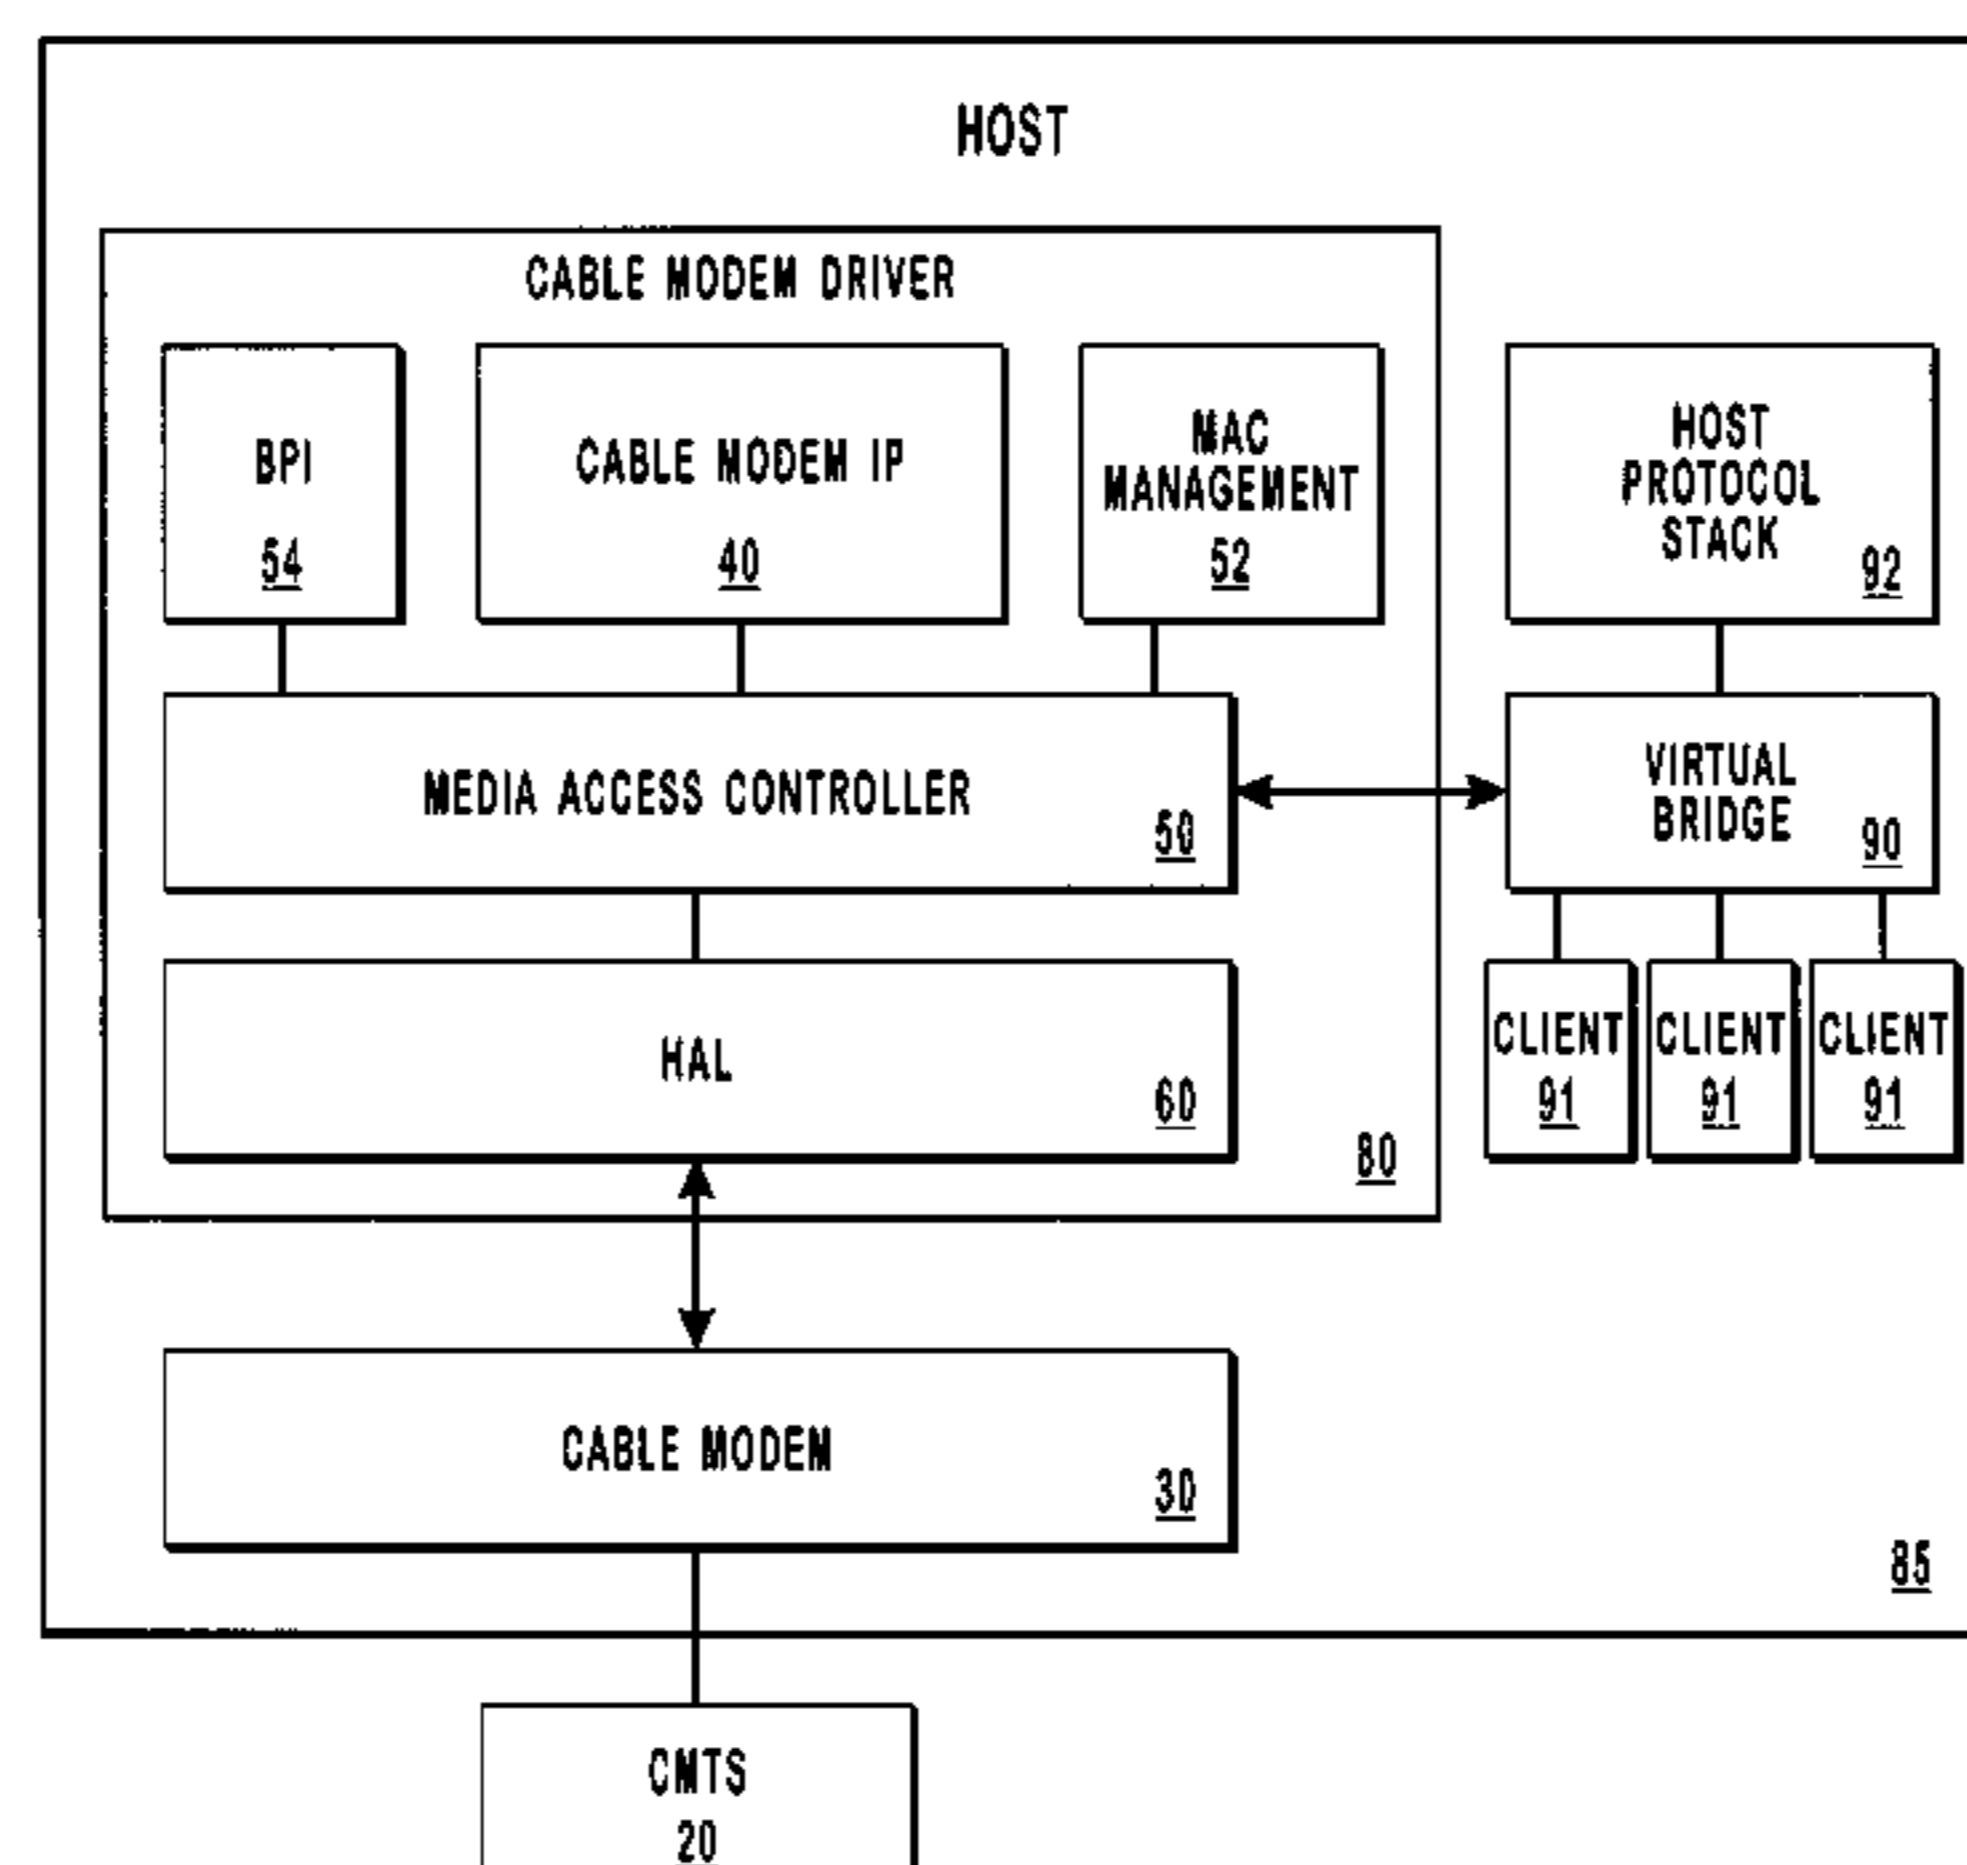 HOST
CABLE MODEM DRIVER
BPI
54
CABLE MODEM IP
40
MAC
MANAGEMENT
52
HOST
PROTOCOL
STACK
92
MEDIA ACCESS CONTROLLER
50
VIRTUAL
BRIDGE
90
HAL
60
80
CLIENT
91
CLIENT
91
CLIENT
91
CABLE MODEM
30
85
CMTS
20